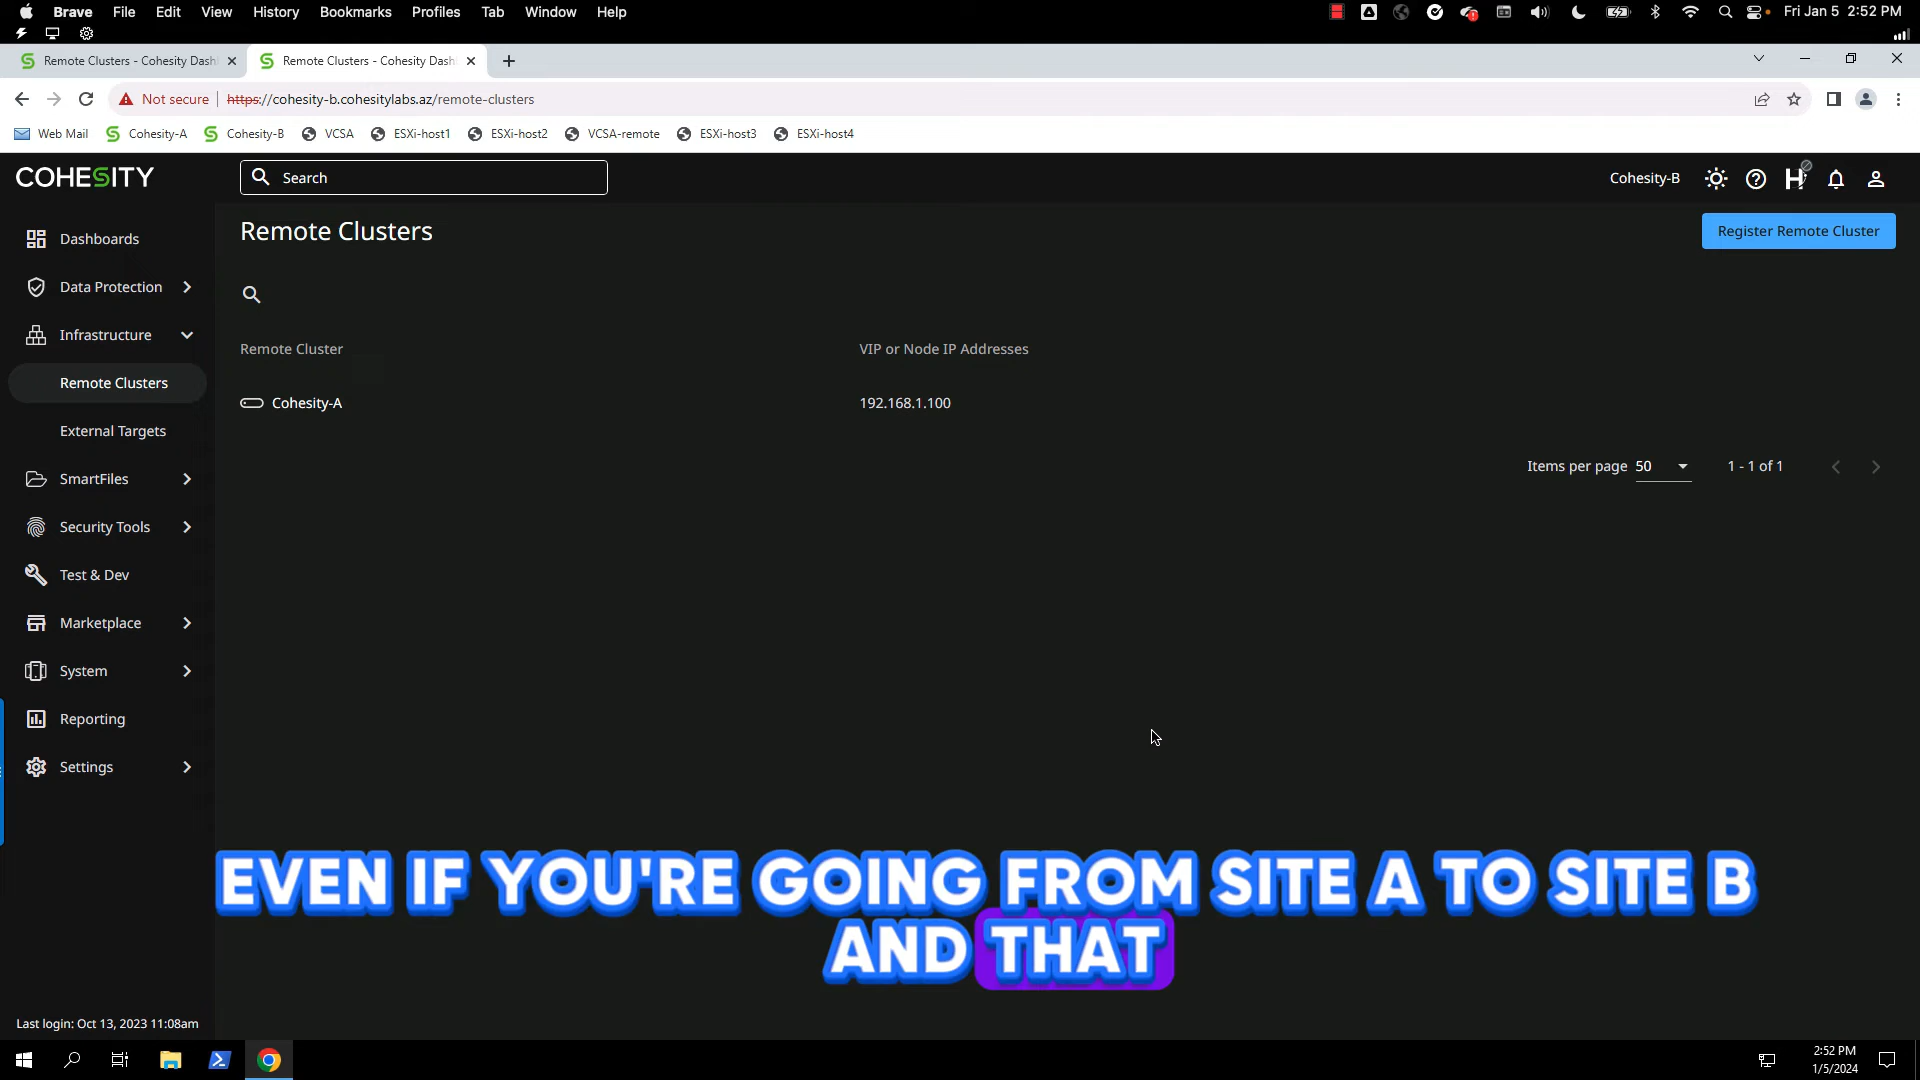 Brave File Edit View History Bookmarks Profiles Tab Window Help Fri Jan 5 2:52 PM
Remote Clusters - Cohesity Dash Remote Clusters - Cohesity Dash
Not secure https://cohesity-b.cohesitylabs.az/remote-clusters
Web Mail Cohesity-A Cohesity-B VCSA ESXi-host1 ESXi-host2 VCSA-remote ESXi-host3 ESXi-host4
COHESITY Search Cohesity-B
Remote Clusters Register Remote Cluster
Dashboards
Data Protection
Infrastructure
Remote Clusters
External Targets
SmartFiles
Security Tools
Test & Dev
Marketplace
System
Reporting
Settings
Remote Cluster VIP or Node IP Addresses
Cohesity-A 192.168.1.100
Items per page 50 1 - 1 of 1
EVEN IF YOU'RE GOING FROM SITE A TO SITE B
AND THAT
Last login: Oct 13, 2023 11:08am
2:52 PM
1/5/2024